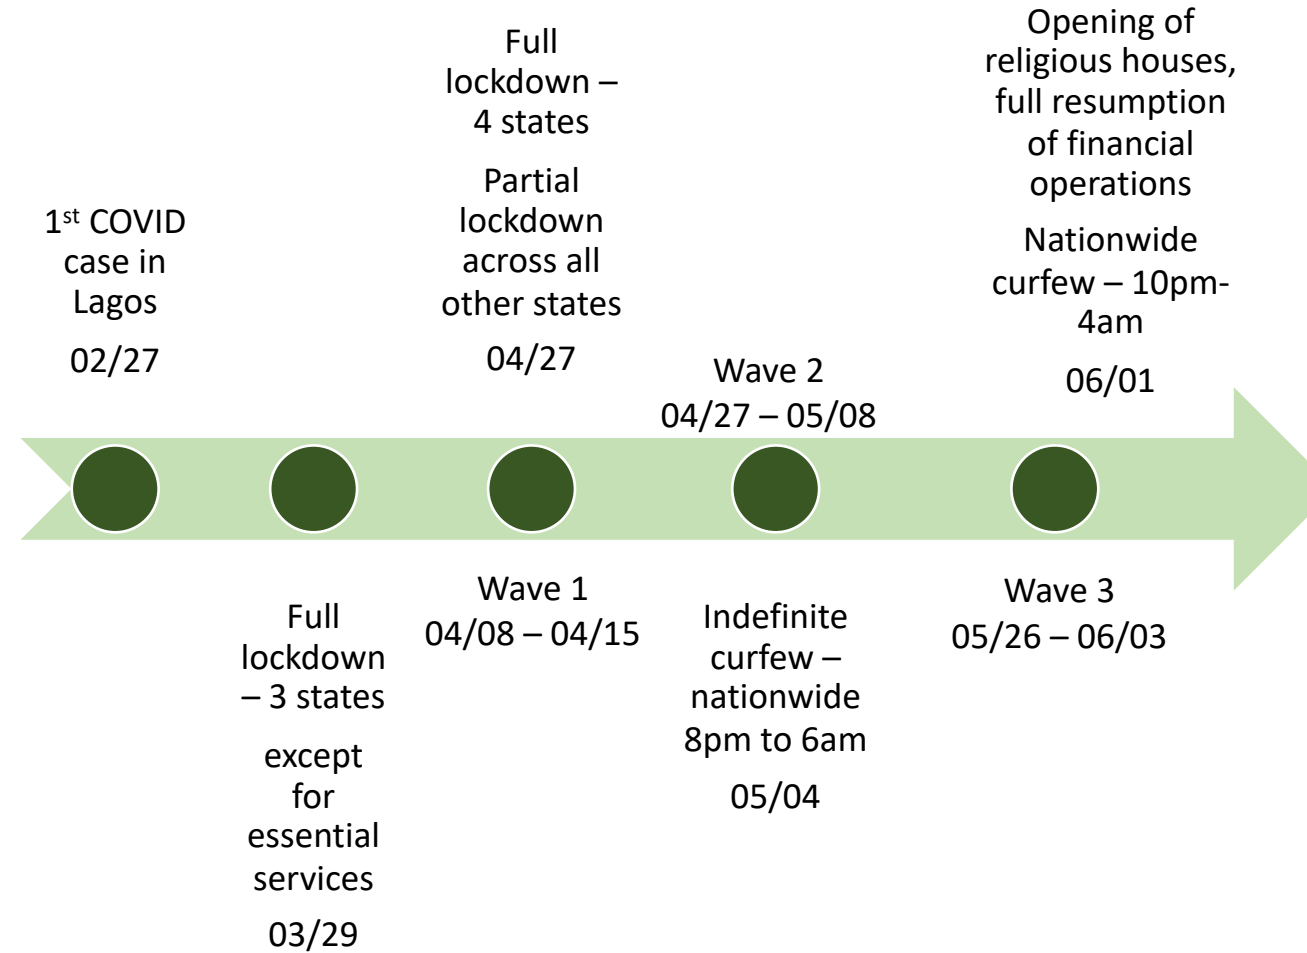 1st COVID
case in
Lagos
02/27
Full
lockdown
– 3 states
except
for
essential
services
03/29
Full
lockdown –
4 states
Partial
lockdown
across all
other states
04/27
Wave 1
04/08 – 04/15
Wave 2
04/27 – 05/08
Indefinite
curfew –
nationwide
8pm to 6am
05/04
Opening of
religious houses,
full resumption
of financial
operations
Nationwide
curfew – 10pm-
4am
06/01
Wave 3
05/26 – 06/03